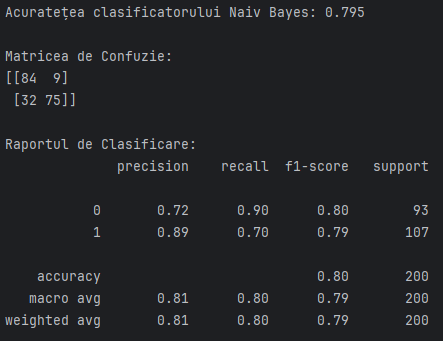 Acuratețea clasificatorului Naiv Bayes: 0.795
Matricea de Confuzie:
[[84  9]
 [32 75]]
Raportul de Clasificare:
              precision    recall  f1-score   support
           0       0.72      0.90      0.80        93
           1       0.89      0.70      0.79       107
    accuracy                           0.80       200
   macro avg       0.81      0.80      0.79       200
weighted avg       0.81      0.80      0.79       200